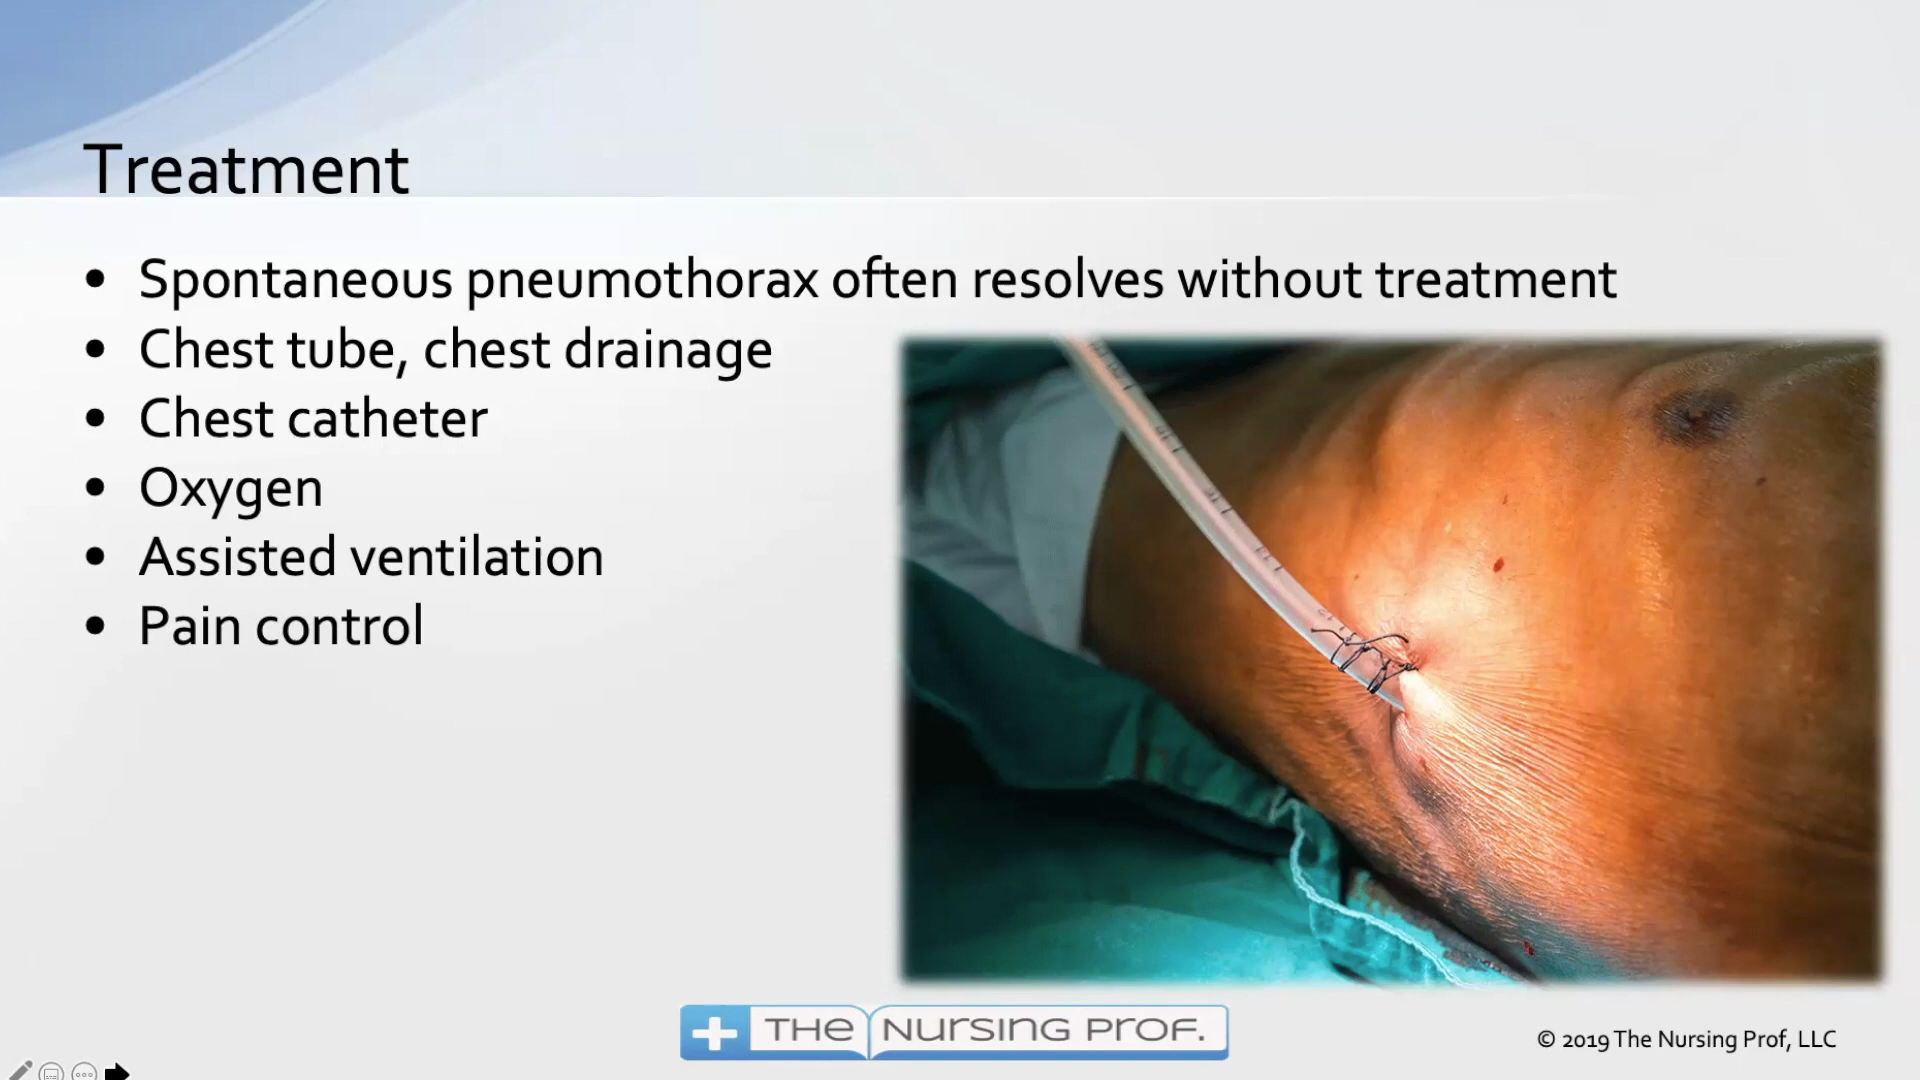 Treatment
• Spontaneous pneumothorax often resolves without treatment
• Chest tube, chest drainage
• Chest catheter
• Oxygen
• Assisted ventilation
• Pain control
THE NURSING PROF.
© 2019 The Nursing Prof, LLC